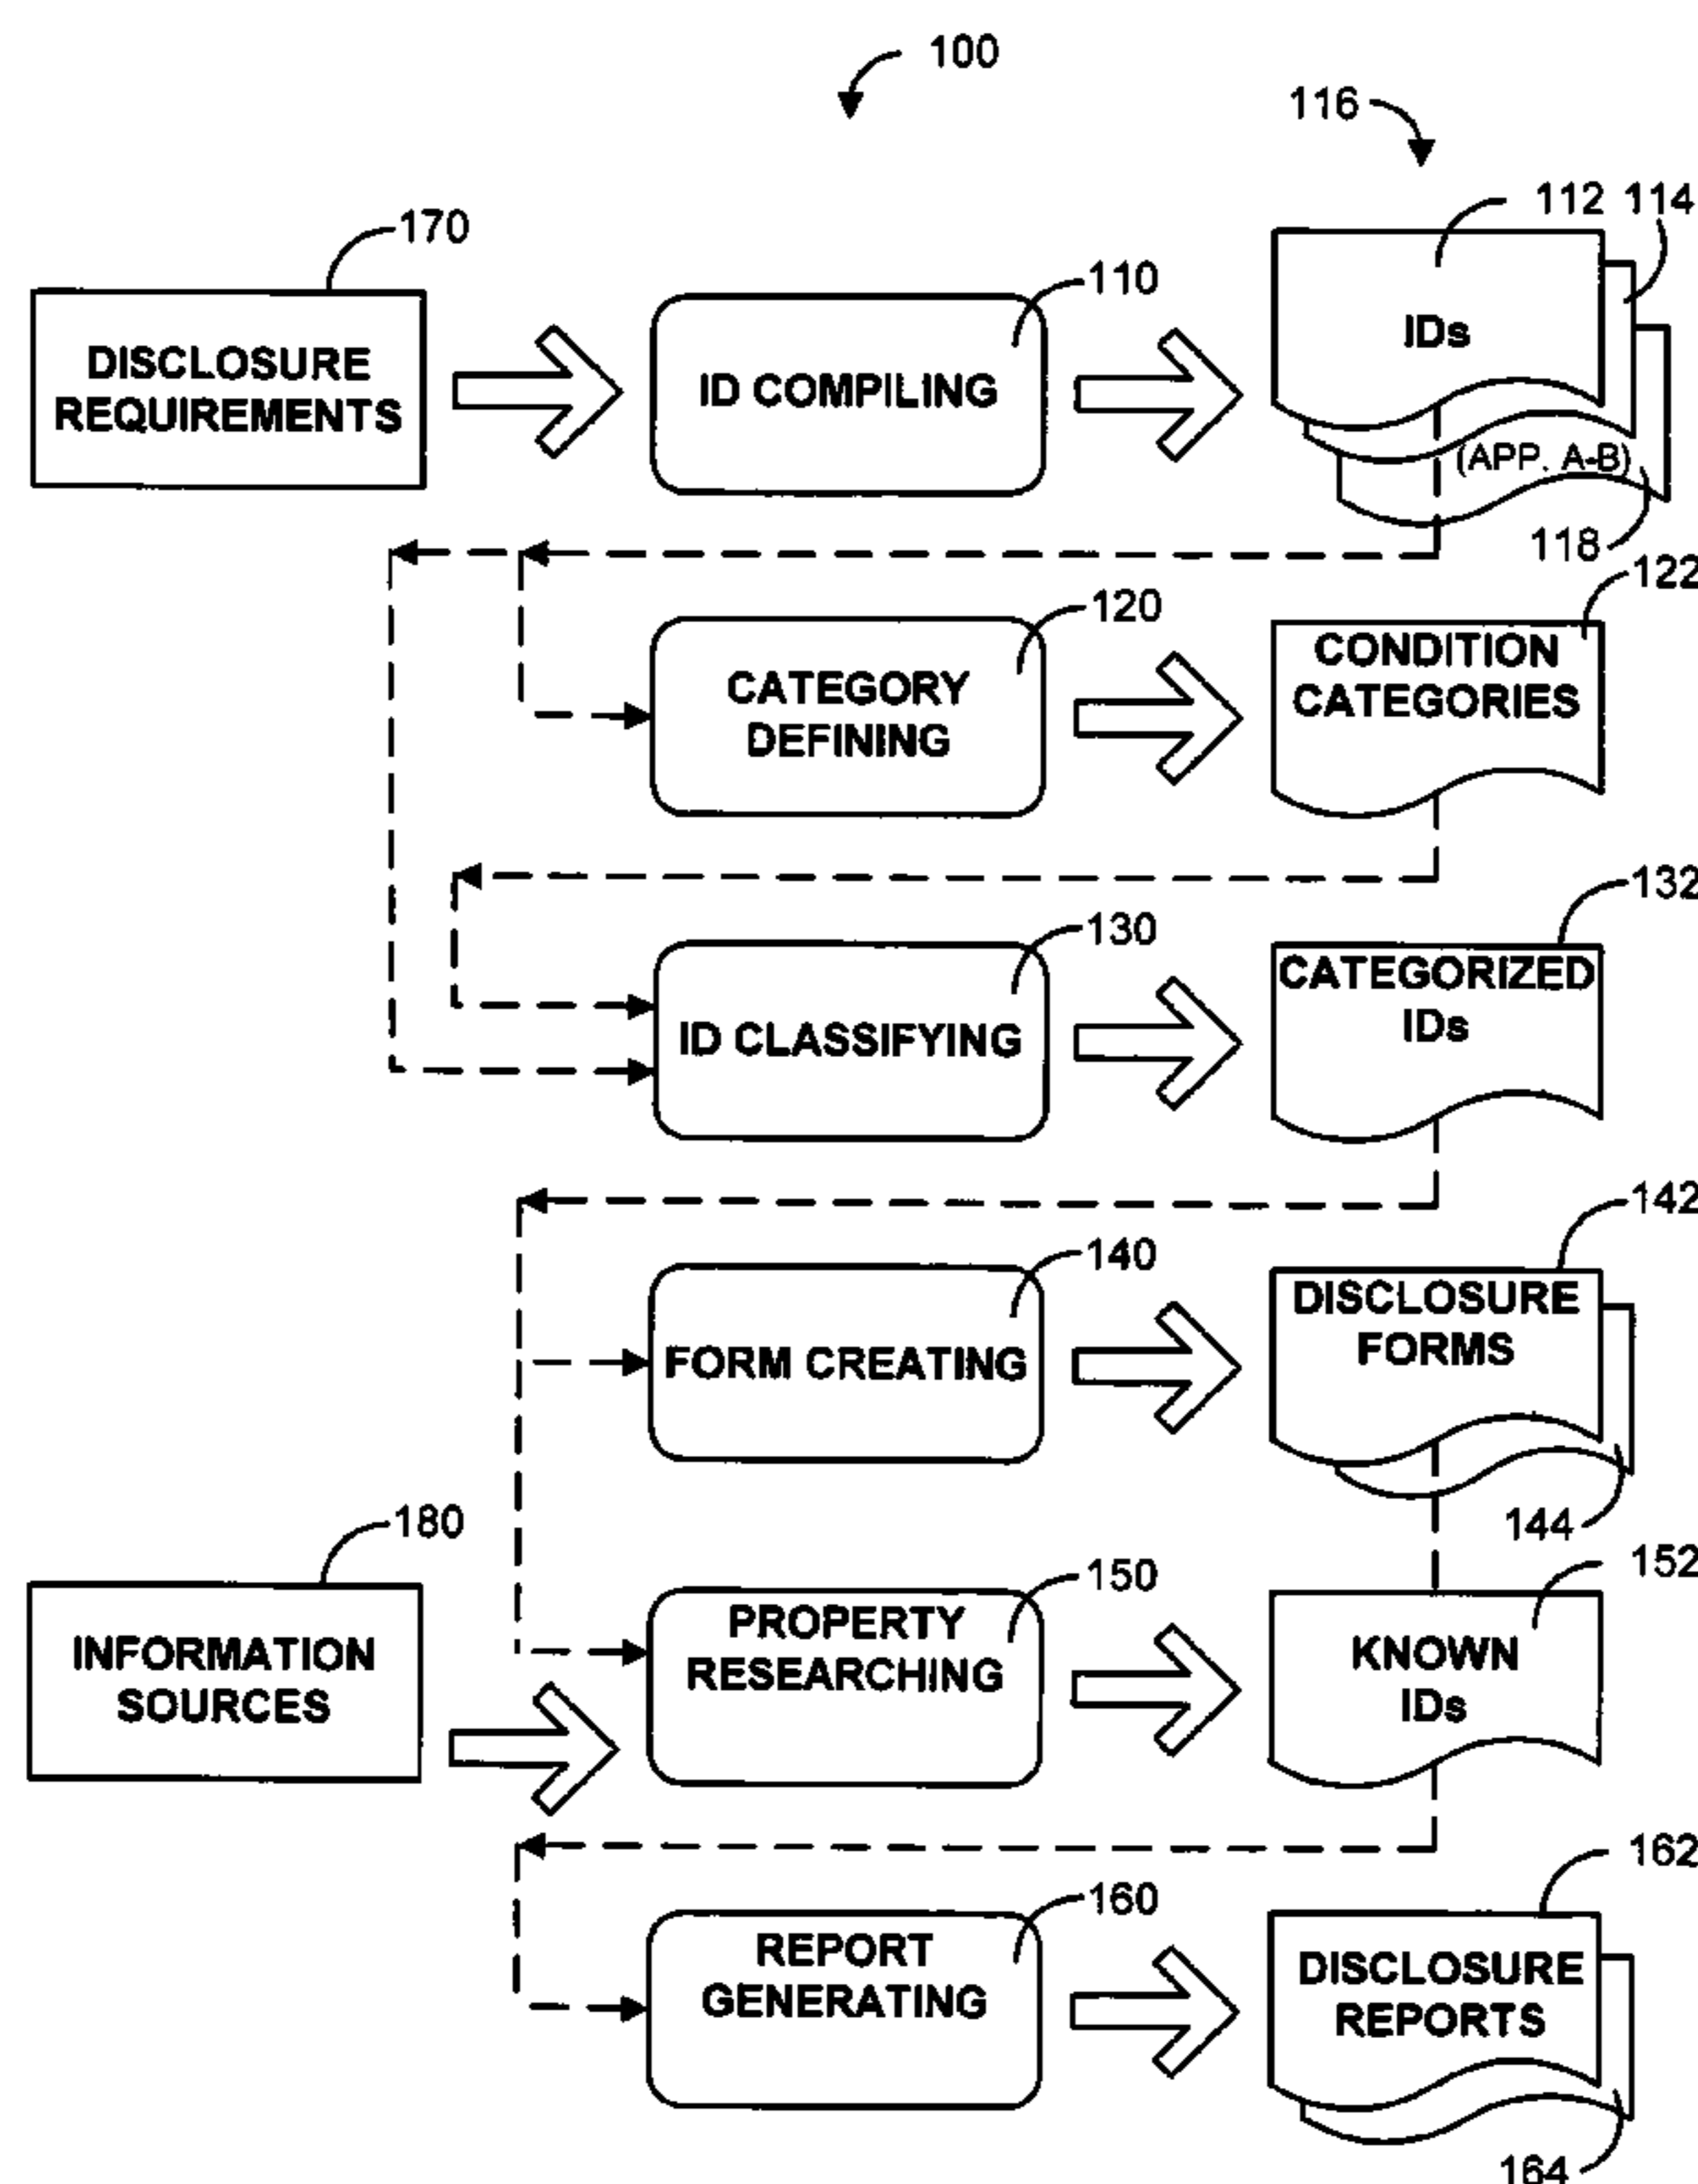 100
116
112 114
170
110
DISCLOSURE
REQUIREMENTS
ID COMPILING
IDs
(APP. A-B)
118
122
120
CATEGORY
DEFINING
CONDITION
CATEGORIES
132
130
ID CLASSIFYING
CATEGORIZED
IDs
142
140
FORM CREATING
DISCLOSURE
FORMS
144
180
150
152
INFORMATION
SOURCES
PROPERTY
RESEARCHING
KNOWN
IDs
162
160
REPORT
GENERATING
DISCLOSURE
REPORTS
164